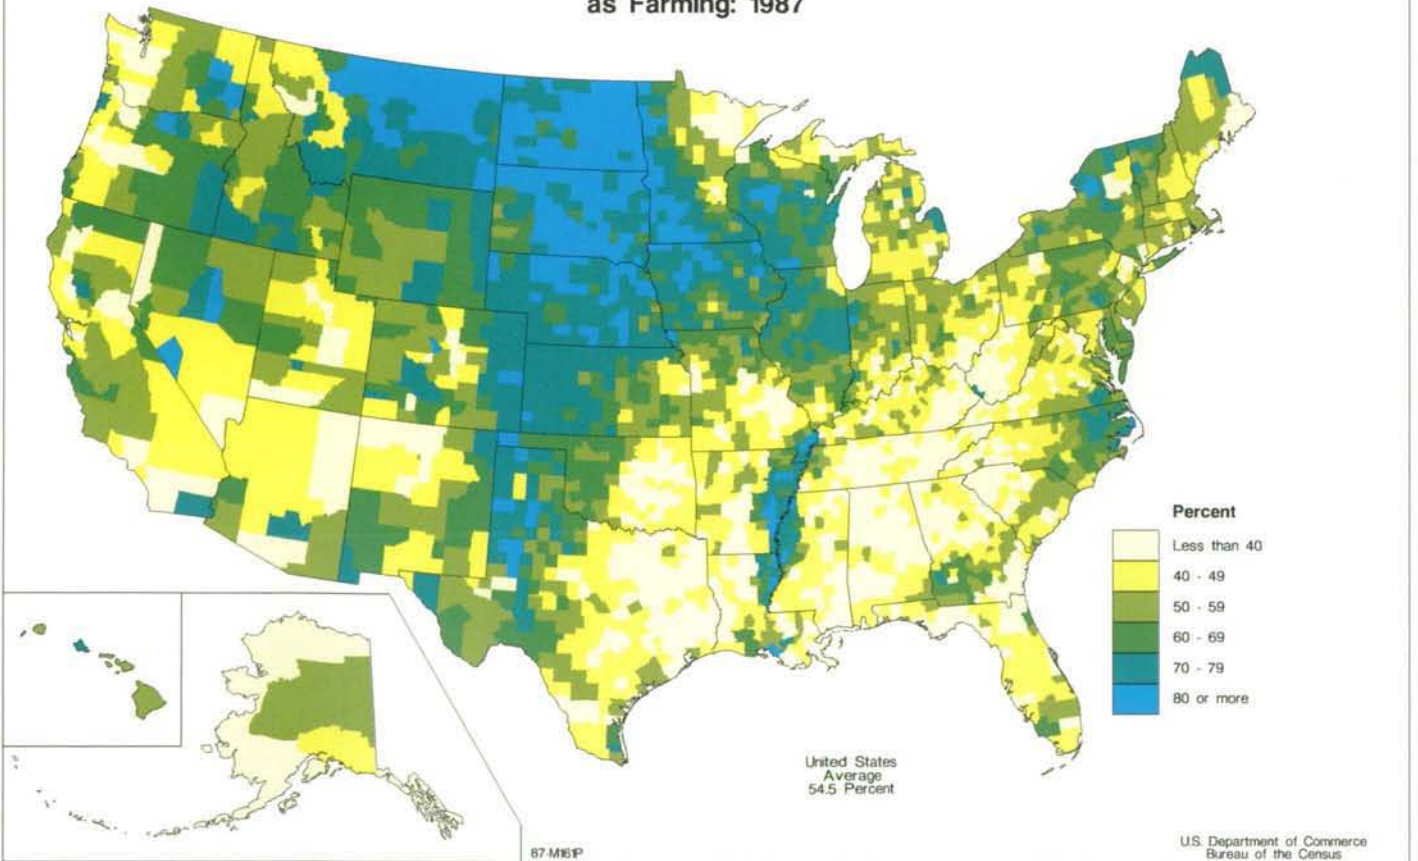 as Farming: 1987
Percent
Less than 40
40 - 49
50 - 59
60 - 69
70 - 79
80 or more
United States
Average
54.5 Percent
87-M161P
U.S. Department of Commerce
Bureau of the Census